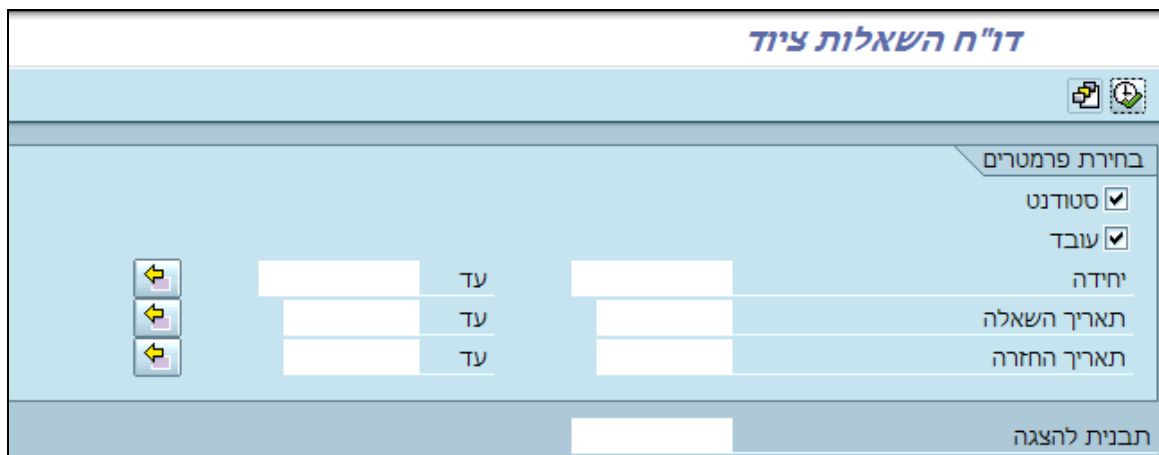 דו"ח השאלות ציוד
בחירת פרמטרים
סטודנט
עובד
יחידה עד
תאריך השאלה עד
תאריך החזרה עד
תבנית להצגה